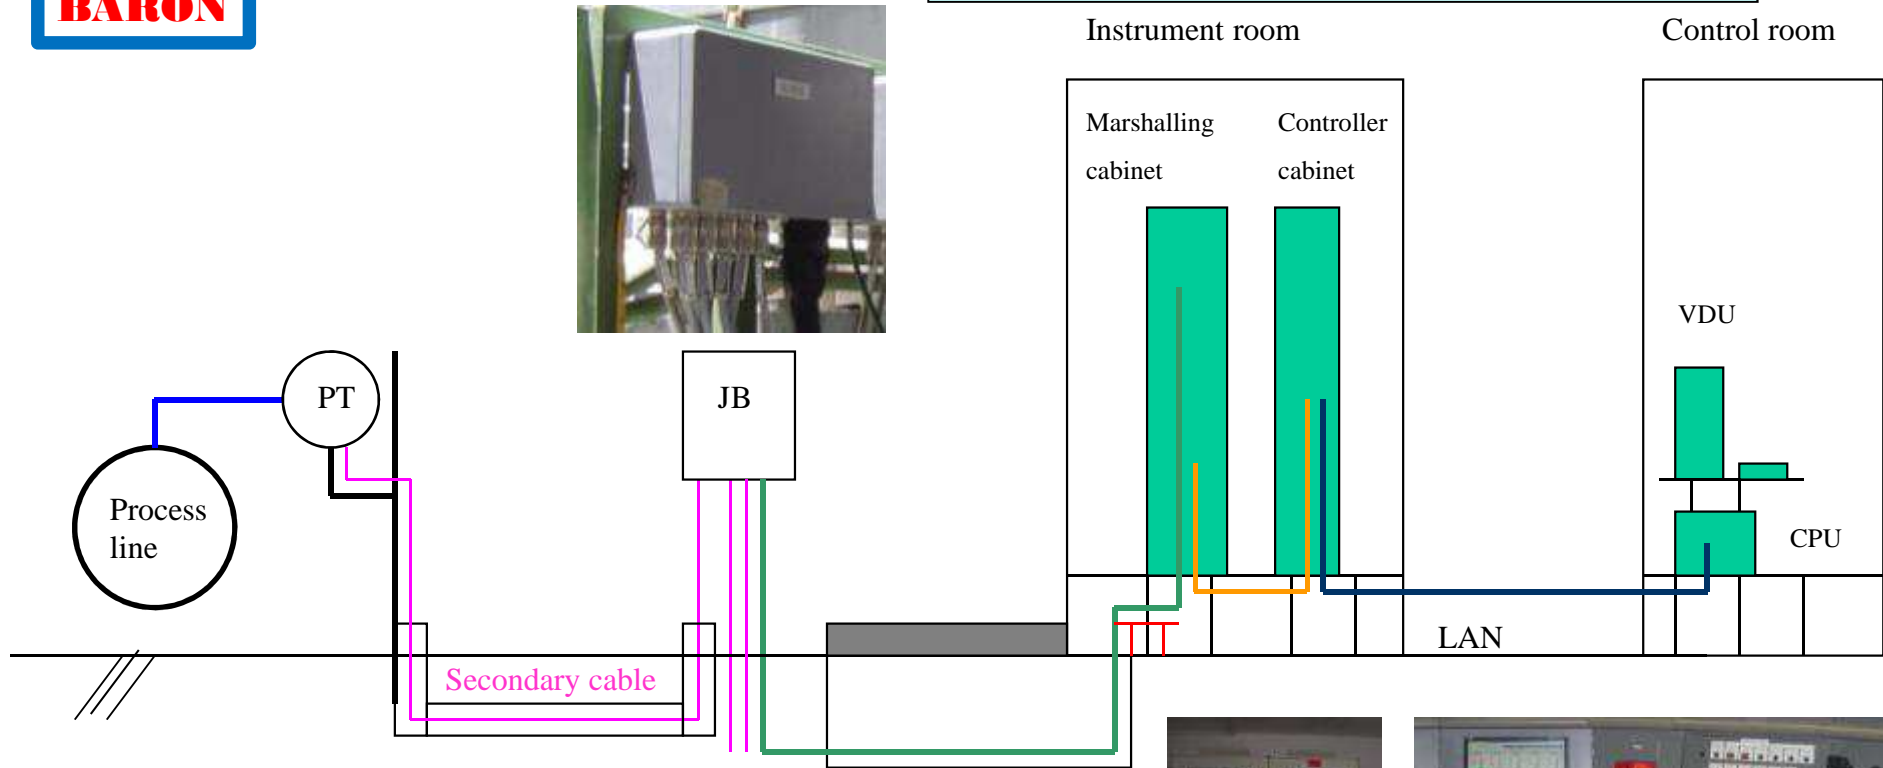 BARON
Instrument room
Control room
Marshalling
cabinet
Controller
cabinet
VDU
PT
JB
Process
line
CPU
LAN
Secondary cable